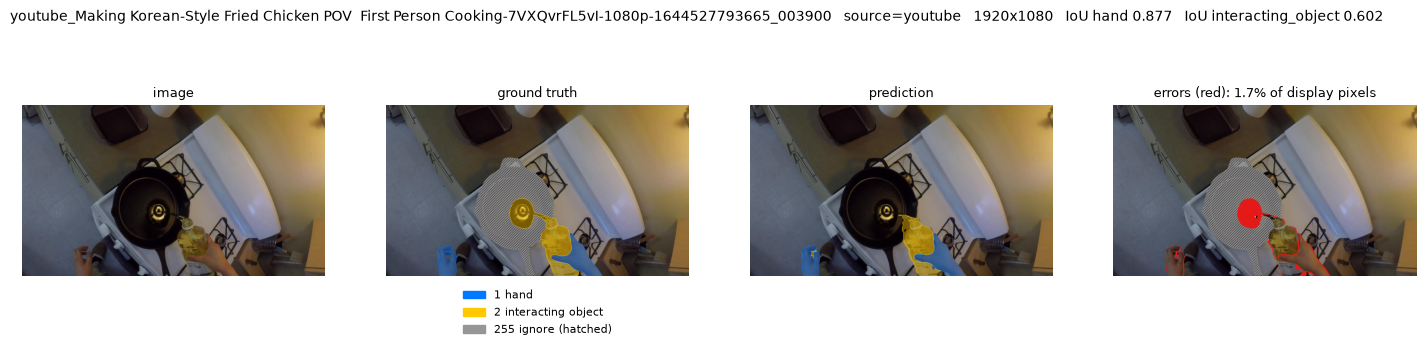 youtube_Making Korean-Style Fried Chicken POV  First Person Cooking-7VXQvrFL5vI-1080p-1644527793665_003900   source=youtube   1920x1080   IoU hand 0.877   IoU interacting_object 0.602
image
ground truth
prediction
errors (red): 1.7% of display pixels
1 hand
2 interacting object
255 ignore (hatched)